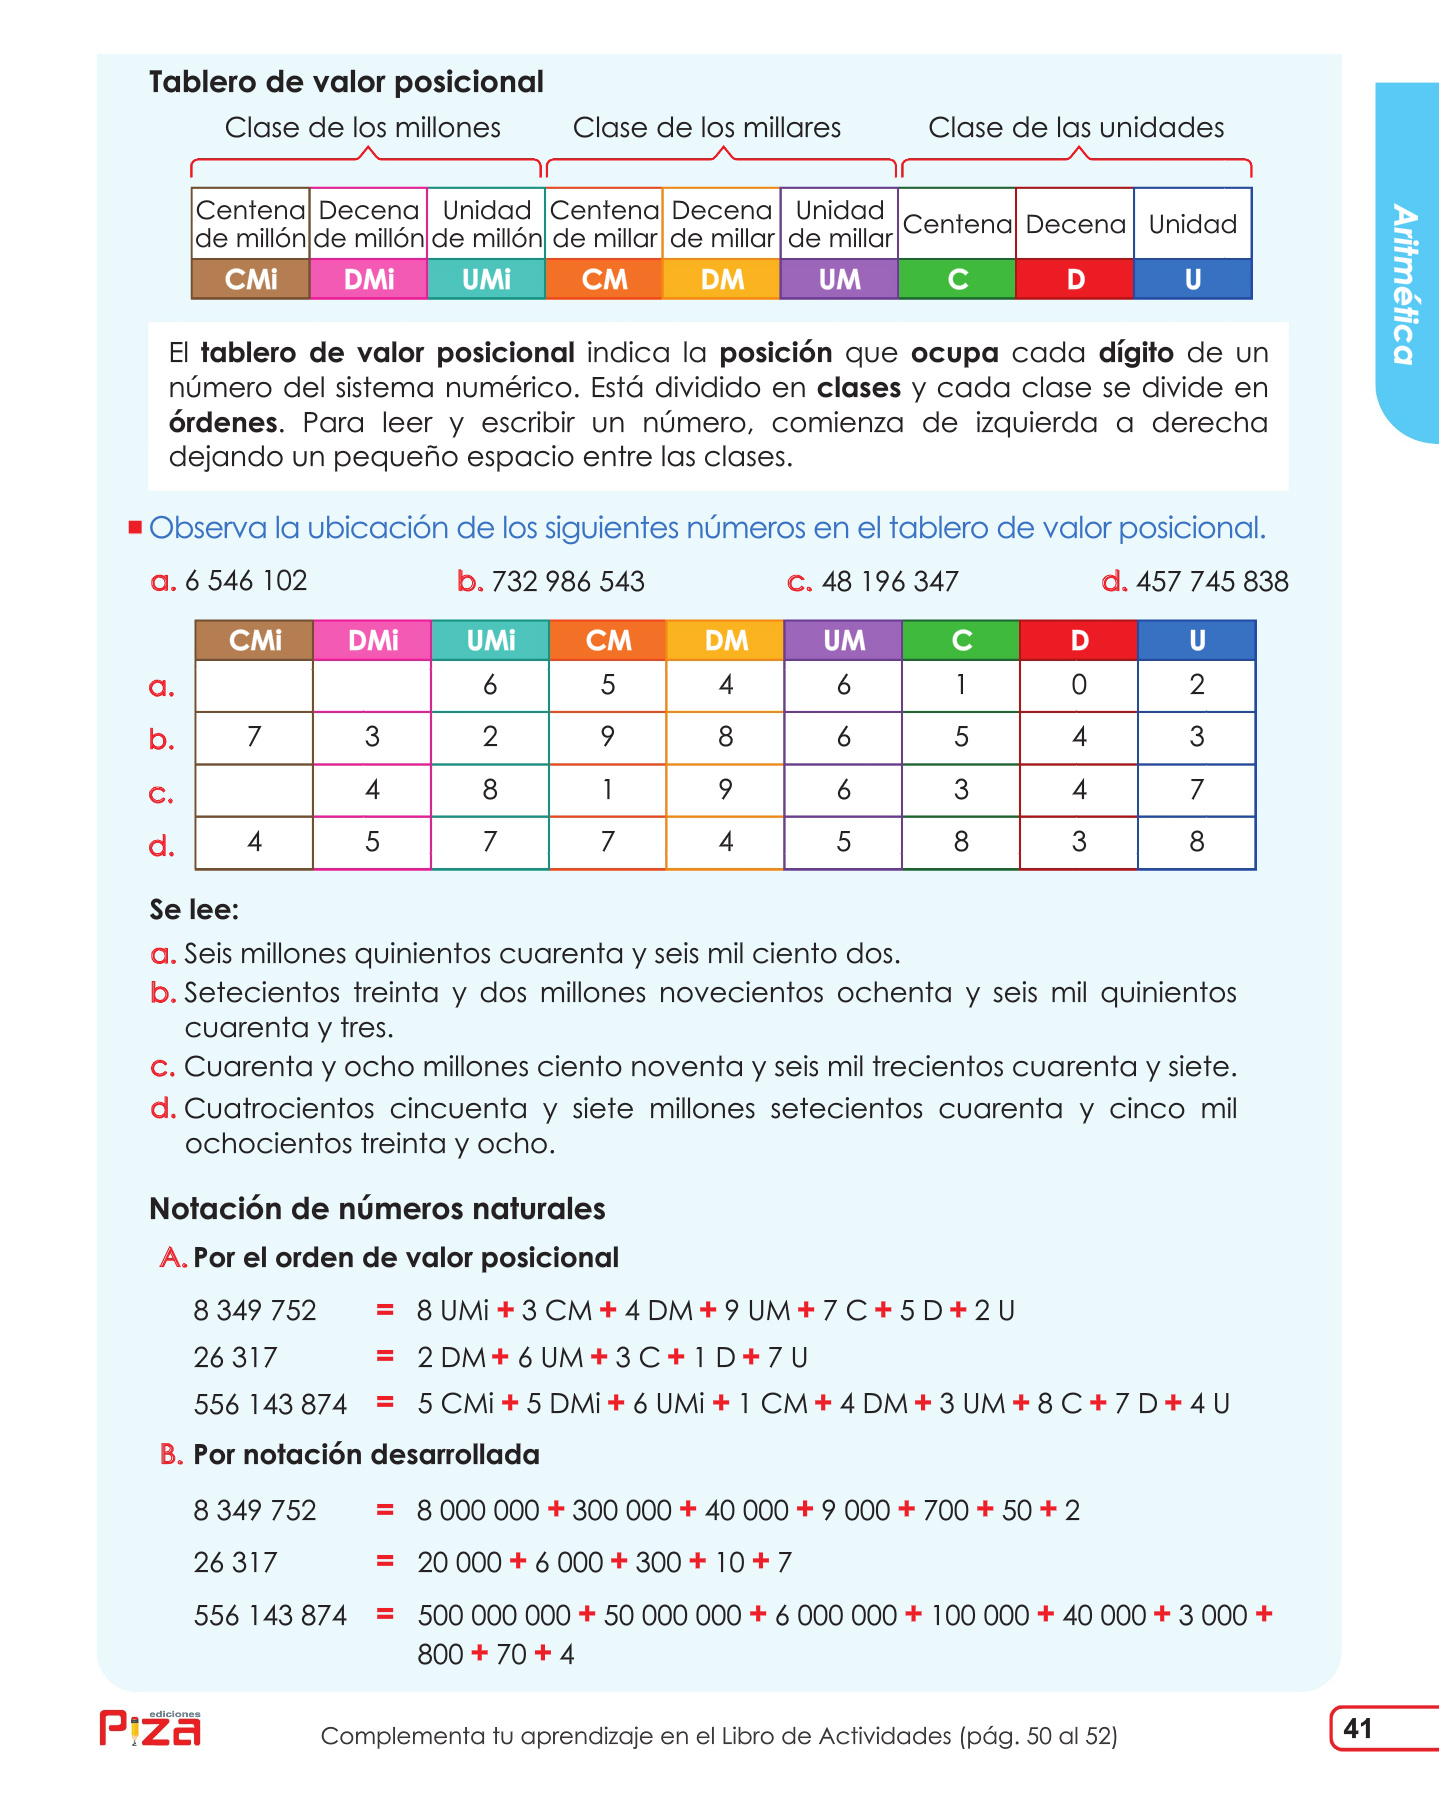 Tablero de valor posicional
Clase de los millones Clase de los millares Clase de las unidades
Centena de millón Decena de millón Unidad de millón Centena de millar Decena de millar Unidad de millar Centena Decena Unidad
CMi DMi UMi CM DM UM C D U
El tablero de valor posicional indica la posición que ocupa cada dígito de un
número del sistema numérico. Está dividido en clases y cada clase se divide en
órdenes. Para leer y escribir un número, comienza de izquierda a derecha
dejando un pequeño espacio entre las clases.
Observa la ubicación de los siguientes números en el tablero de valor posicional.
a. 6 546 102 b. 732 986 543 c. 48 196 347 d. 457 745 838
CMi DMi UMi CM DM UM C D U
a. 6 5 4 6 1 0 2
b. 7 3 2 9 8 6 5 4 3
c. 4 8 1 9 6 3 4 7
d. 4 5 7 7 4 5 8 3 8
Se lee:
a. Seis millones quinientos cuarenta y seis mil ciento dos.
b. Setecientos treinta y dos millones novecientos ochenta y seis mil quinientos
cuarenta y tres.
c. Cuarenta y ocho millones ciento noventa y seis mil trecientos cuarenta y siete.
d. Cuatrocientos cincuenta y siete millones setecientos cuarenta y cinco mil
ochocientos treinta y ocho.
Notación de números naturales
A. Por el orden de valor posicional
8 349 752 = 8 UMi + 3 CM + 4 DM + 9 UM + 7 C + 5 D + 2 U
26 317 = 2 DM + 6 UM + 3 C + 1 D + 7 U
556 143 874 = 5 CMi + 5 DMi + 6 UMi + 1 CM + 4 DM + 3 UM + 8 C + 7 D + 4 U
B. Por notación desarrollada
8 349 752 = 8 000 000 + 300 000 + 40 000 + 9 000 + 700 + 50 + 2
26 317 = 20 000 + 6 000 + 300 + 10 + 7
556 143 874 = 500 000 000 + 50 000 000 + 6 000 000 + 100 000 + 40 000 + 3 000 +
800 + 70 + 4
Aritmética
ediciones
Piza
Complementa tu aprendizaje en el Libro de Actividades (pág. 50 al 52)
41